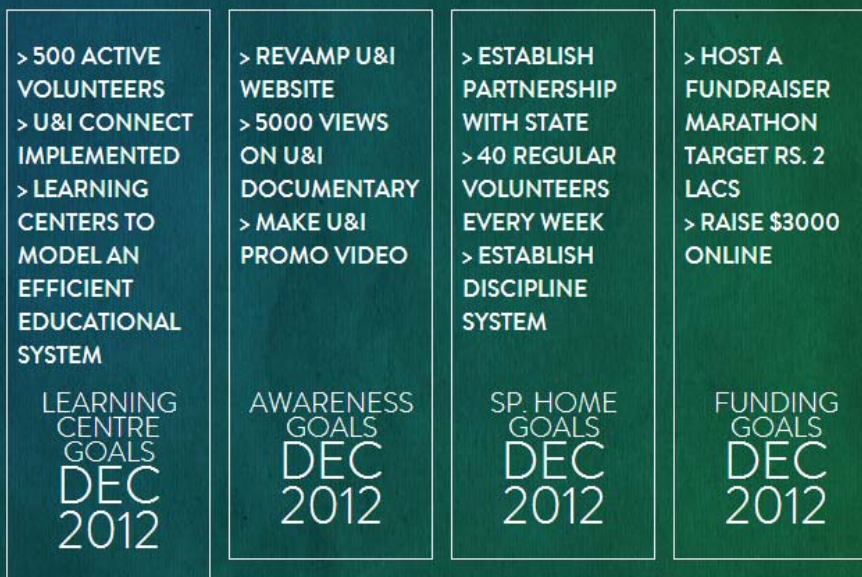 > 500 ACTIVE
VOLUNTEERS
> U&I CONNECT
IMPLEMENTED
> LEARNING
CENTERS TO
MODEL AN
EFFICIENT
EDUCATIONAL
SYSTEM
LEARNING
CENTRE
GOALS
DEC
2012
> REVAMP U&I
WEBSITE
> 5000 VIEWS
ON U&I
DOCUMENTARY
> MAKE U&I
PROMO VIDEO
AWARENESS
GOALS
DEC
2012
> ESTABLISH
PARTNERSHIP
WITH STATE
> 40 REGULAR
VOLUNTEERS
EVERY WEEK
> ESTABLISH
DISCIPLINE
SYSTEM
SP. HOME
GOALS
DEC
2012
> HOST A
FUNDRAISER
MARATHON
TARGET RS. 2
LACS
> RAISE $3000
ONLINE
FUNDING
GOALS
DEC
2012